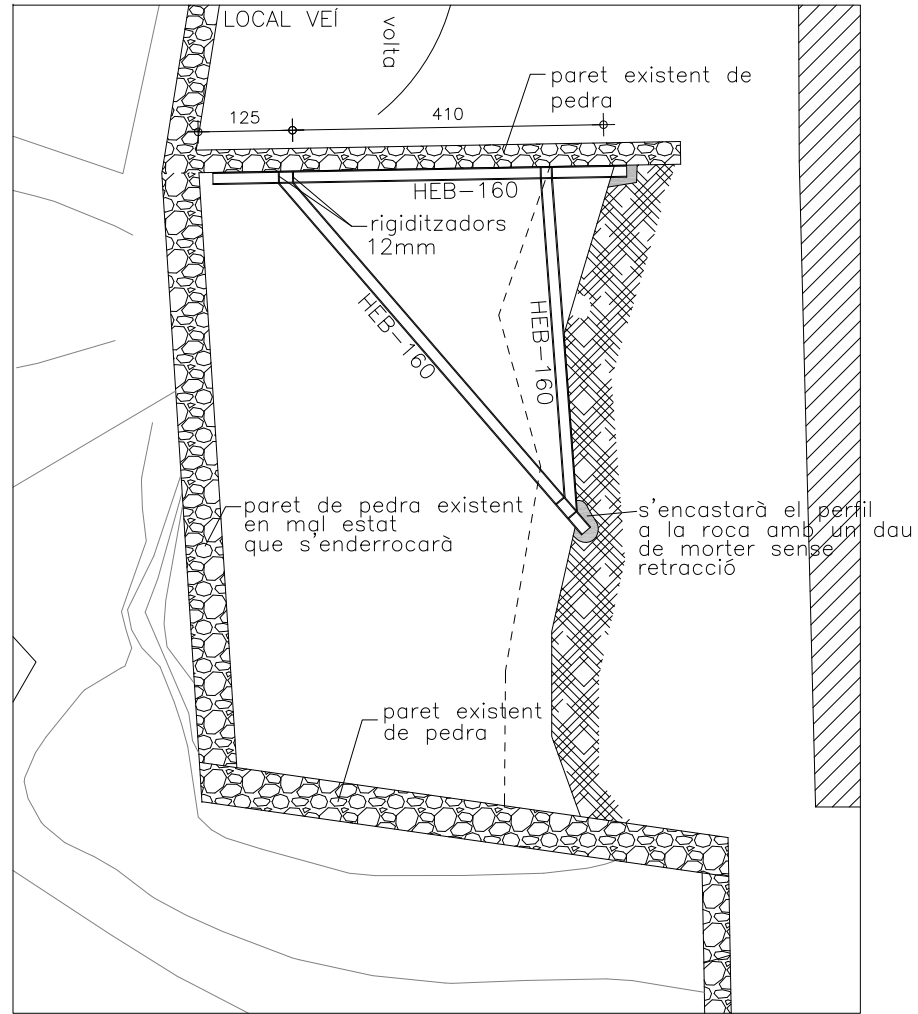 LOCAL VEÍ
volta
paret existent de
pedra
125
410
HEB-160
rigiditzadors
12mm
HEB-160
HEB-160
paret de pedra existent
en mal estat
que s'enderrocarà
s'encastarà el perfil
a la roca amb un dau
de morter sense
retracció
paret existent
de pedra